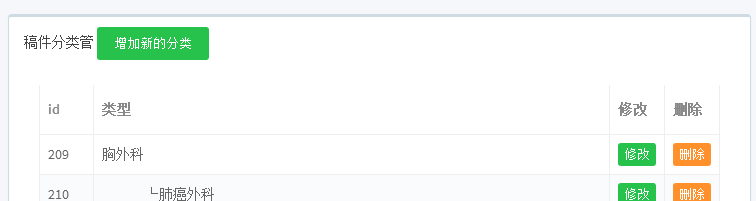 稿件分类管 增加新的分类
id 类型 修改 删除
209 胸外科 修改 删除
210 └肺癌外科 修改 删除